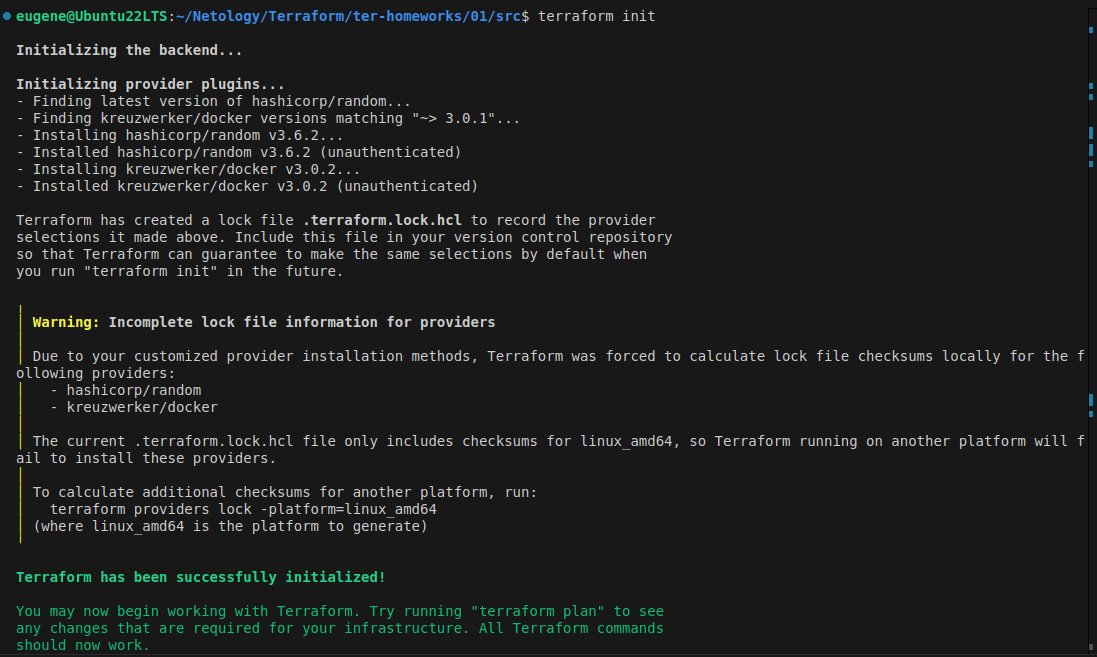 eugene@Ubuntu22LTS:~/Netology/Terraform/ter-homeworks/01/src$ terraform init
Initializing the backend...
Initializing provider plugins...
- Finding latest version of hashicorp/random...
- Finding kreuzwerker/docker versions matching "~> 3.0.1"...
- Installing hashicorp/random v3.6.2...
- Installed hashicorp/random v3.6.2 (unauthenticated)
- Installing kreuzwerker/docker v3.0.2...
- Installed kreuzwerker/docker v3.0.2 (unauthenticated)
Terraform has created a lock file .terraform.lock.hcl to record the provider
selections it made above. Include this file in your version control repository
so that Terraform can guarantee to make the same selections by default when
you run "terraform init" in the future.
Warning: Incomplete lock file information for providers
Due to your customized provider installation methods, Terraform was forced to calculate lock file checksums locally for the f
ollowing providers:
- hashicorp/random
- kreuzwerker/docker
The current .terraform.lock.hcl file only includes checksums for linux_amd64, so Terraform running on another platform will f
ail to install these providers.
To calculate additional checksums for another platform, run:
terraform providers lock -platform=linux_amd64
(where linux_amd64 is the platform to generate)
Terraform has been successfully initialized!
You may now begin working with Terraform. Try running "terraform plan" to see
any changes that are required for your infrastructure. All Terraform commands
should now work.